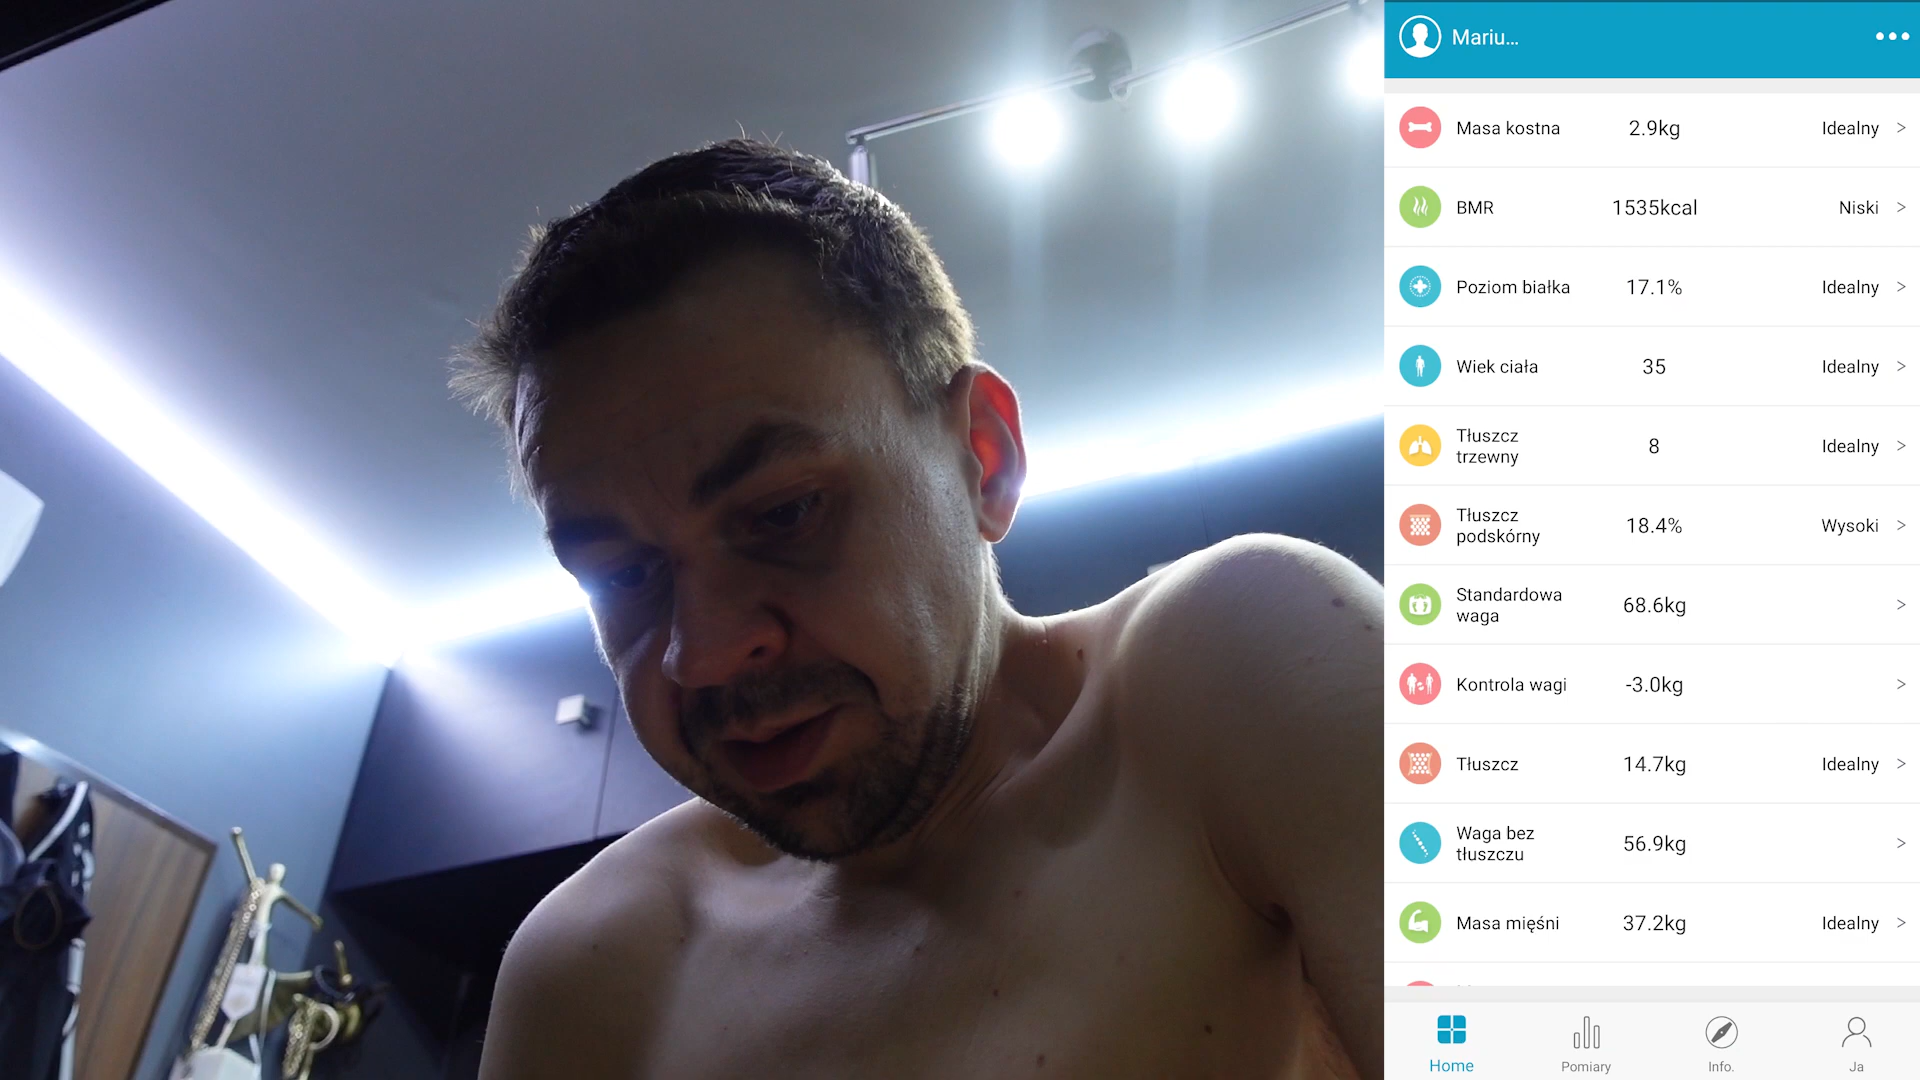 Mariu...
Masa kostna 2.9kg Idealny >
BMR 1535kcal Niski >
Poziom białka 17.1% Idealny >
Wiek ciała 35 Idealny >
Tłuszcz
trzewny 8 Idealny >
Tłuszcz
podskórny 18.4% Wysoki >
Standardowa
waga 68.6kg >
Kontrola wagi -3.0kg >
Tłuszcz 14.7kg Idealny >
Waga bez
tłuszczu 56.9kg >
Masa mięśni 37.2kg Idealny >
Home Pomiary Info. Ja